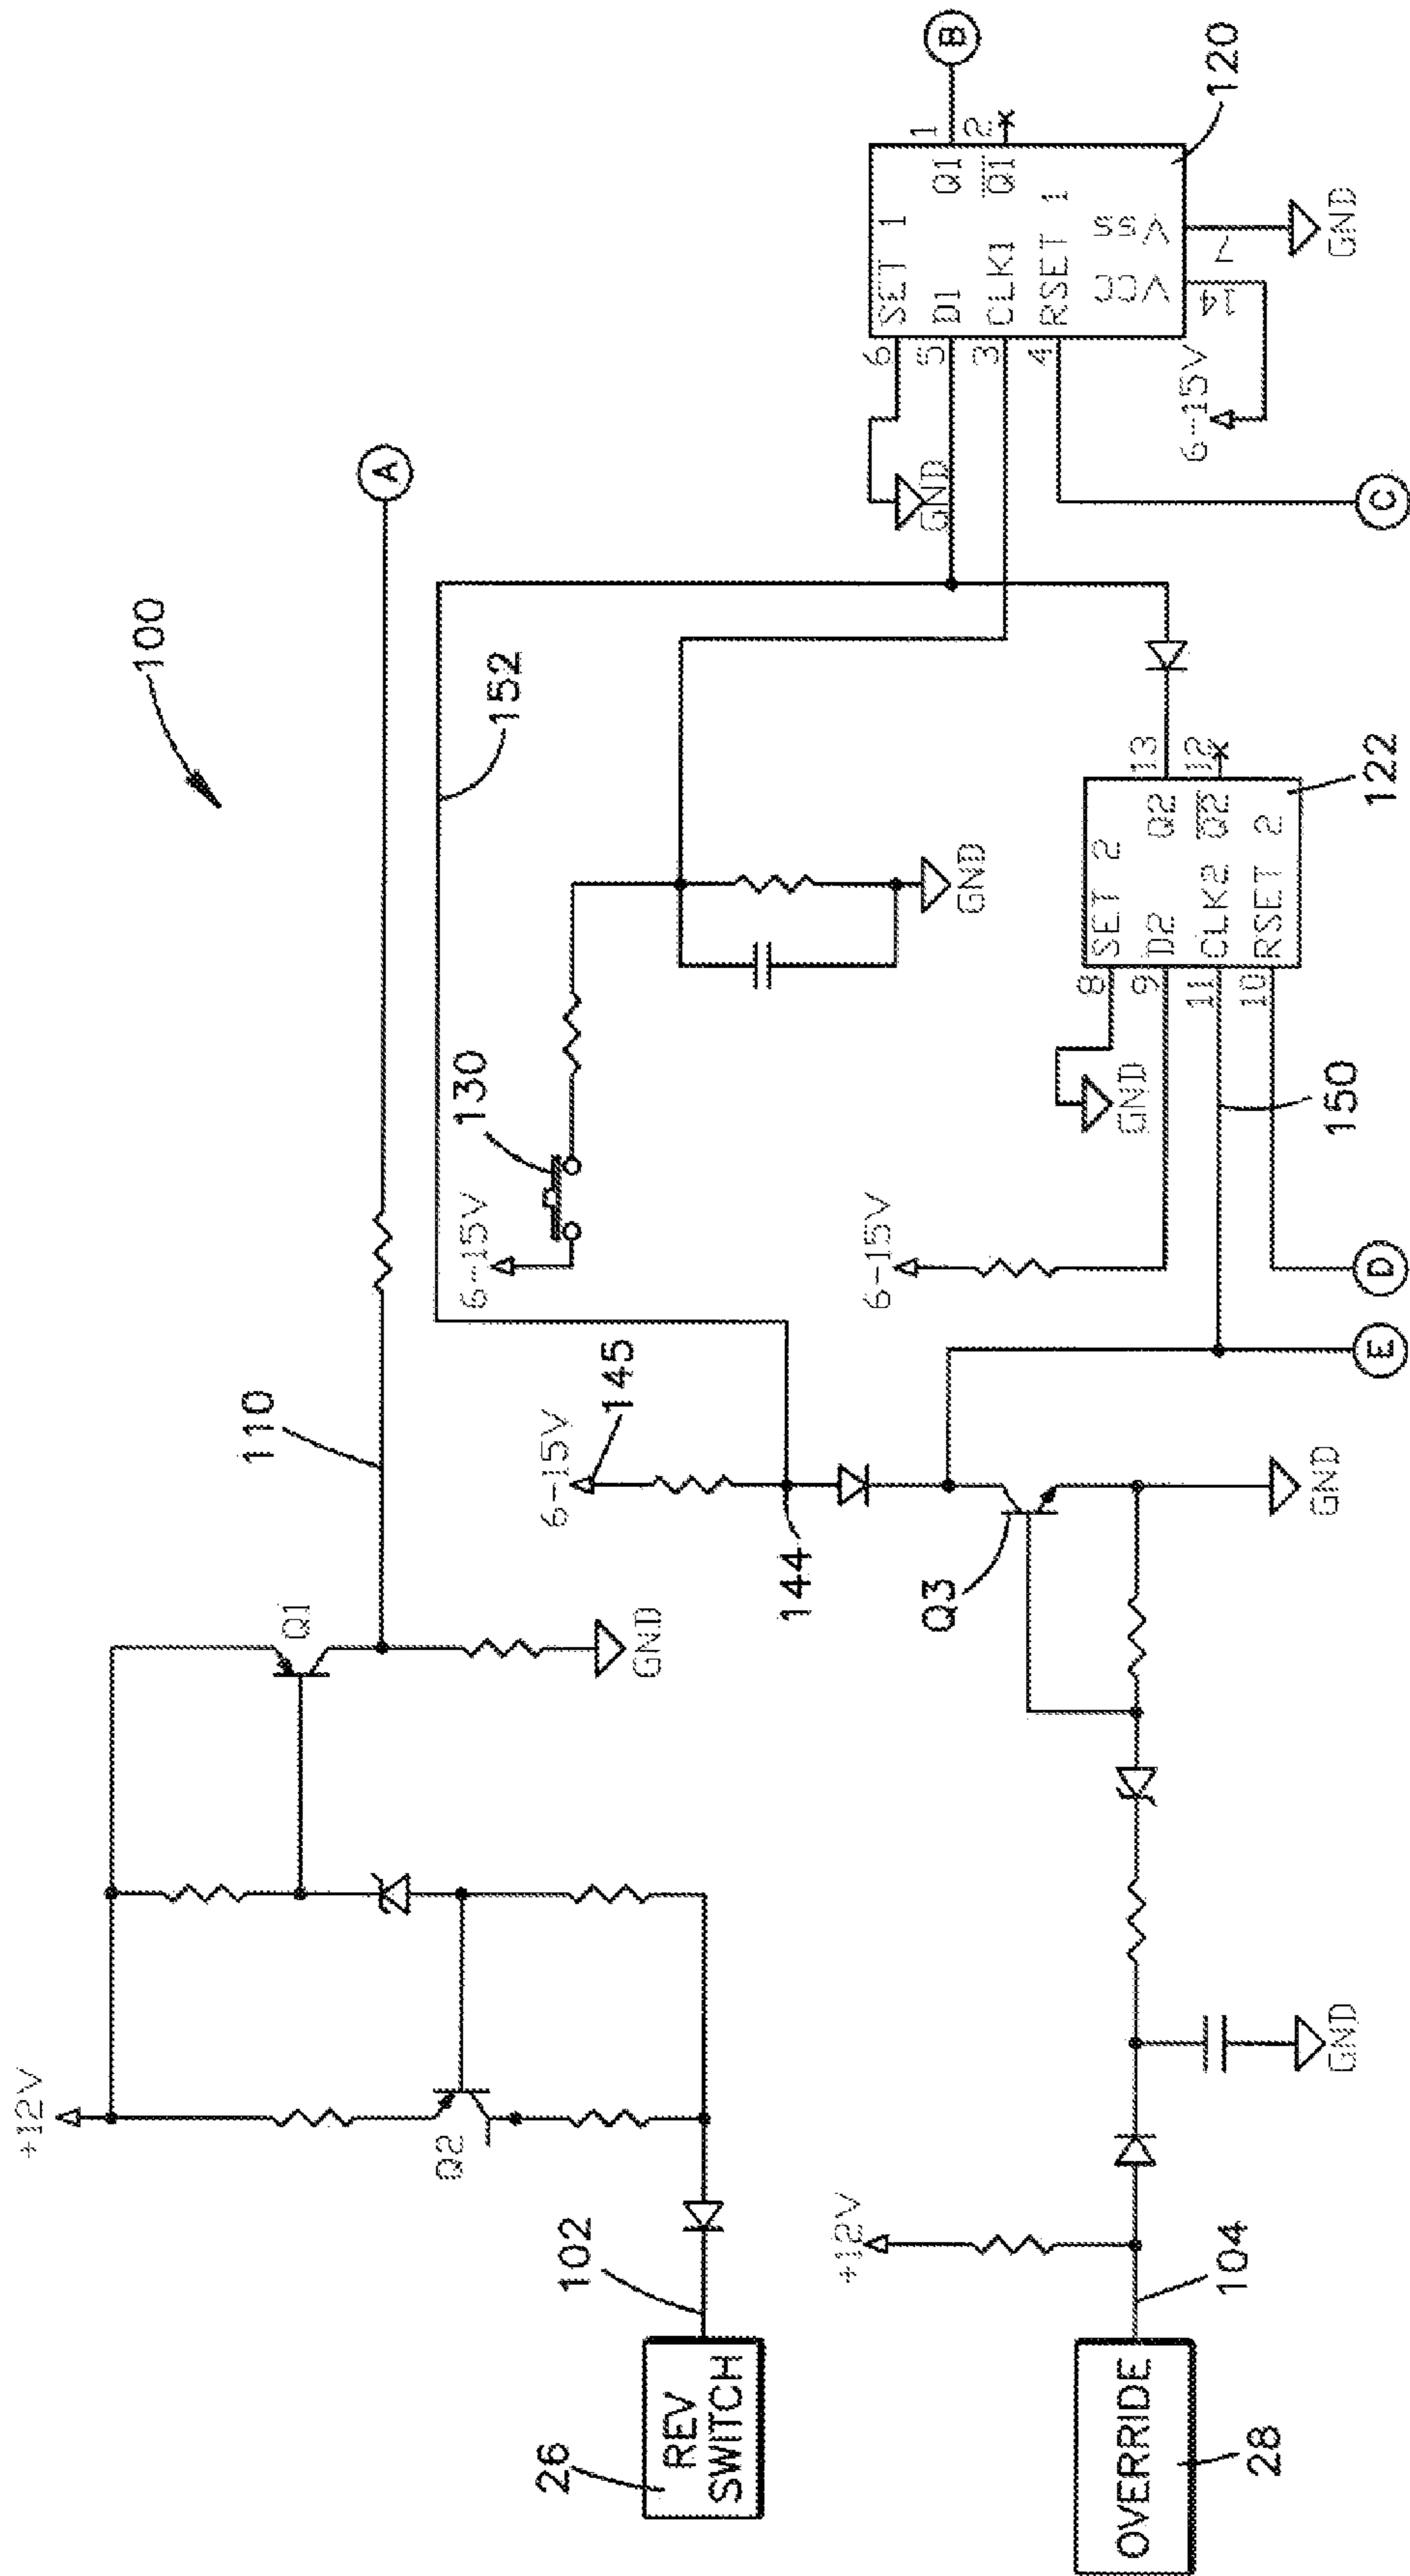 +12V
100
Q1
110
Q2
A
152
130
6-15V
6-15V
145
GND
102
26
REV
SWITCH
144
+12V
6-15V
Q3
GND
B
6
SET 1
5
D1
Q1
1
3
CLK1
Q1
2
4
RSET 1
VCC
VSS
14
7
120
6-15V
GND
GND
GND
8
SET 2
9
D2
Q2
13
11
CLK2
Q2
12
10
RSET 2
122
150
104
OVERRIDE
28
GND
GND
E
D
C